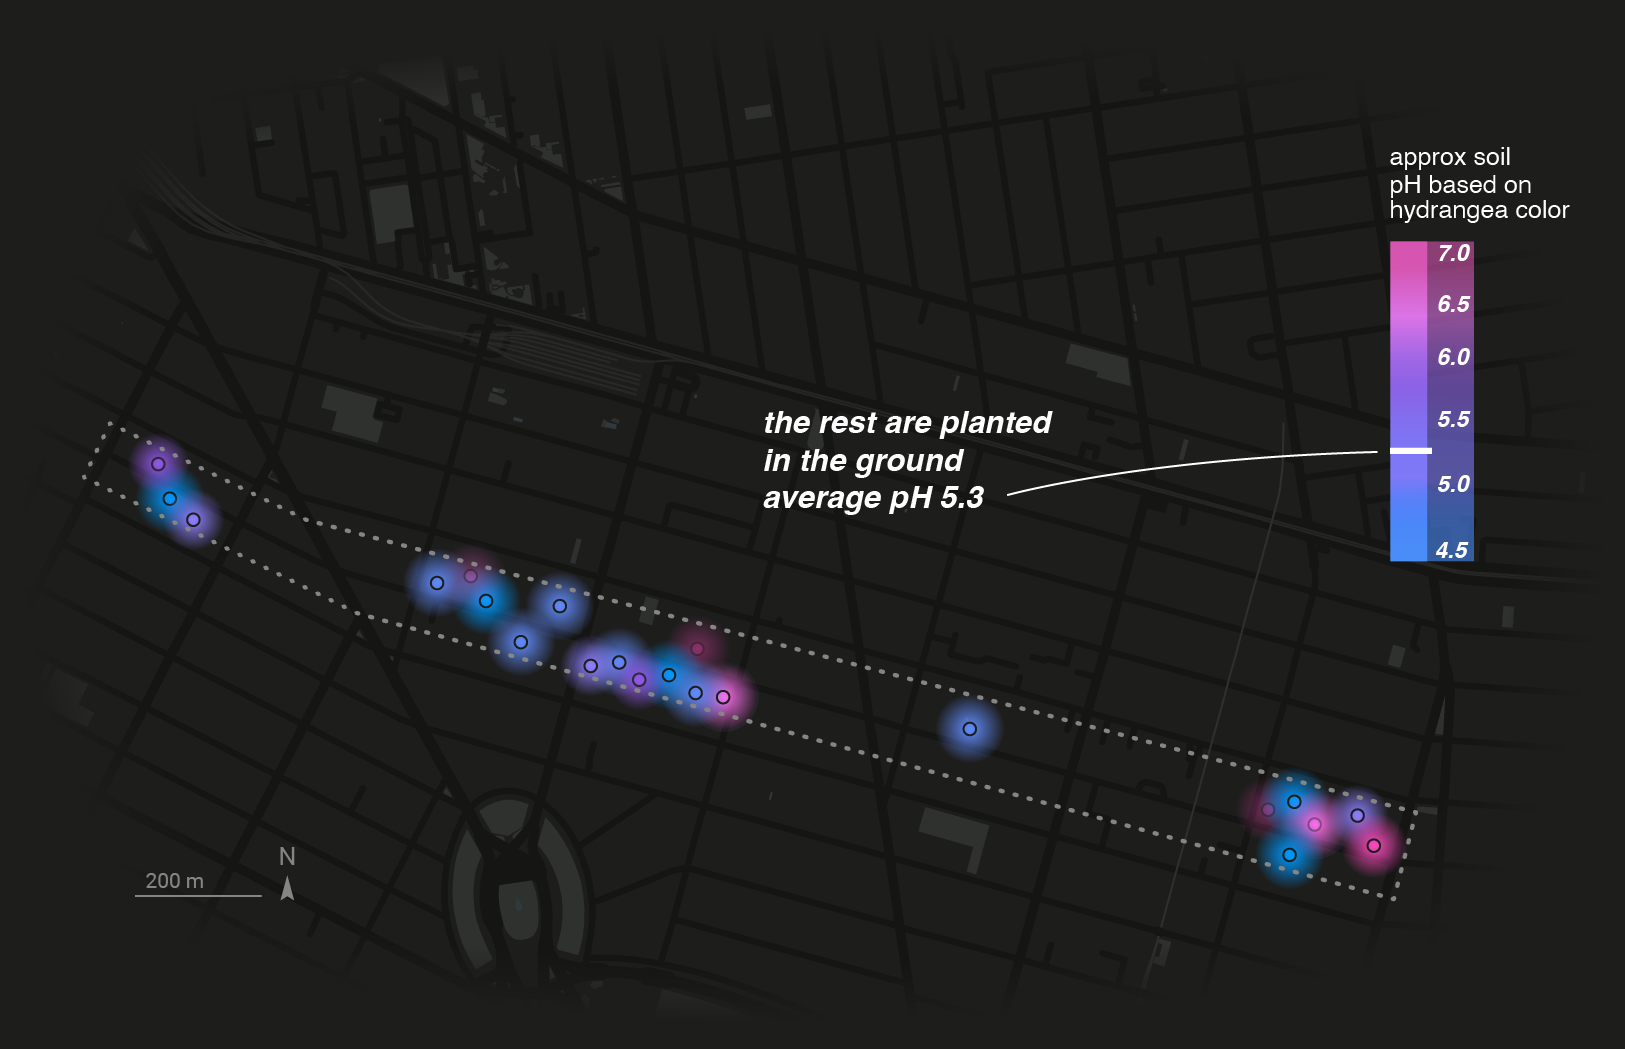 approx soil
pH based on
hydrangea color
7.0
6.5
6.0
the rest are planted
in the ground
average pH 5.3
5.5
5.0
4.5
N
200 m